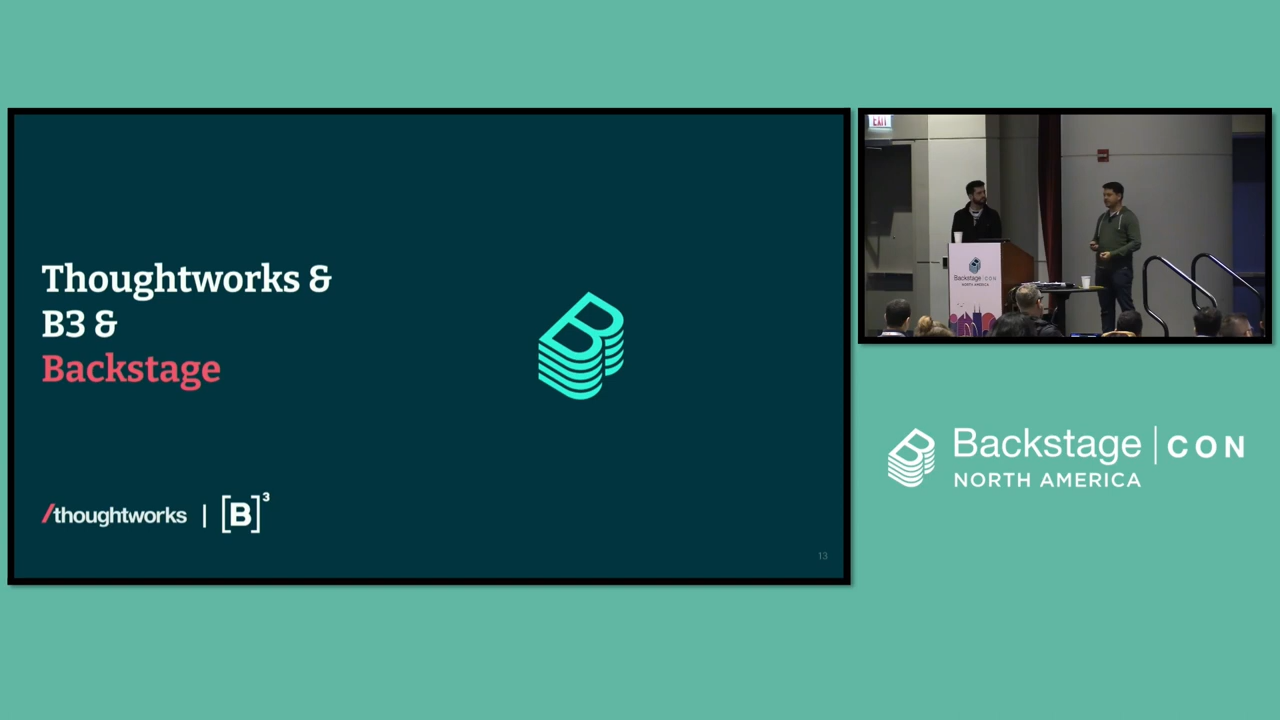 Thoughtworks &
B3 &
Backstage
/thoughtworks | [B]³
13
EXIT
Backstage CON
NORTH AMERICA
Backstage | CON
NORTH AMERICA